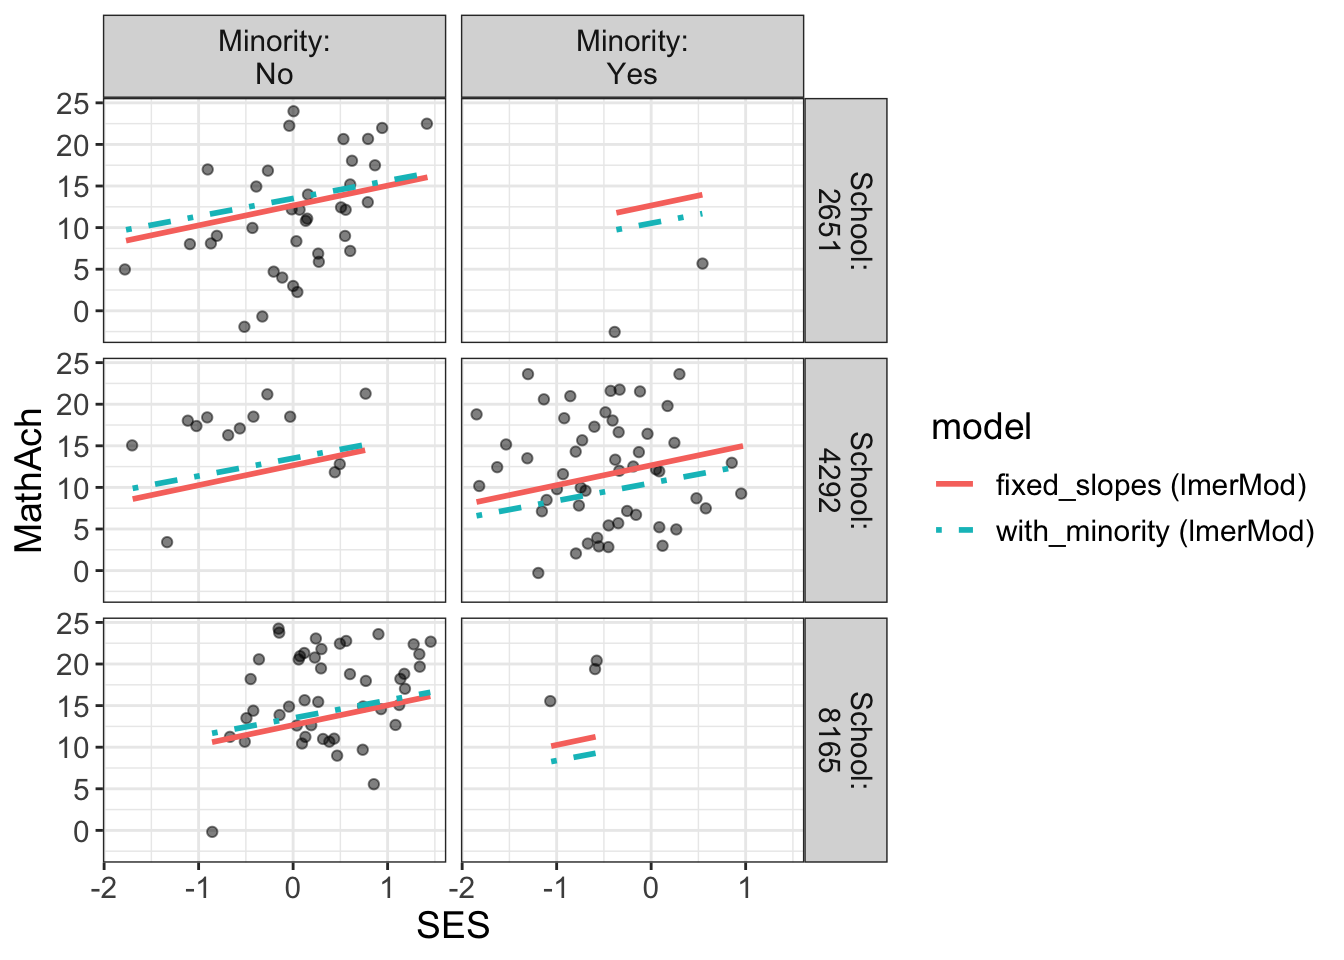 Minority:
No
Minority:
Yes
25
20
15
10
5
0
School:
2651
25
20
15
10
5
0
School:
4292
25
20
15
10
5
0
School:
8165
-2
-1
0
1
-2
-1
0
1
SES
MathAch
model
fixed_slopes (lmerMod)
with_minority (lmerMod)